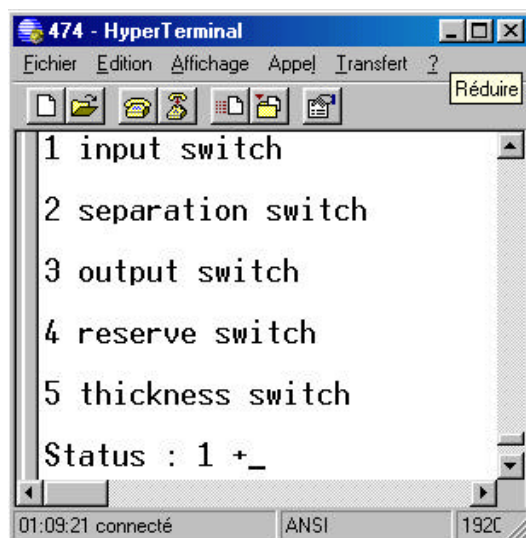 474 - HyperTerminal
Fichier Edition Affichage Appel Transfert ?
Réduire
1 input switch
2 separation switch
3 output switch
4 reserve switch
5 thickness switch
Status : 1 +_
01:09:21 connecté ANSI